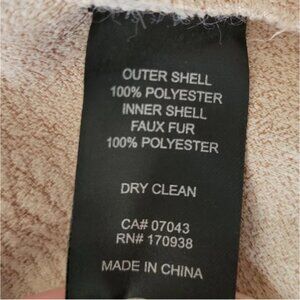 OUTER SHELL
100% POLYESTER
INNER SHELL
FAUX FUR
100% POLYESTER
DRY CLEAN
CA# 07043
RN# 170938
MADE IN CHINA